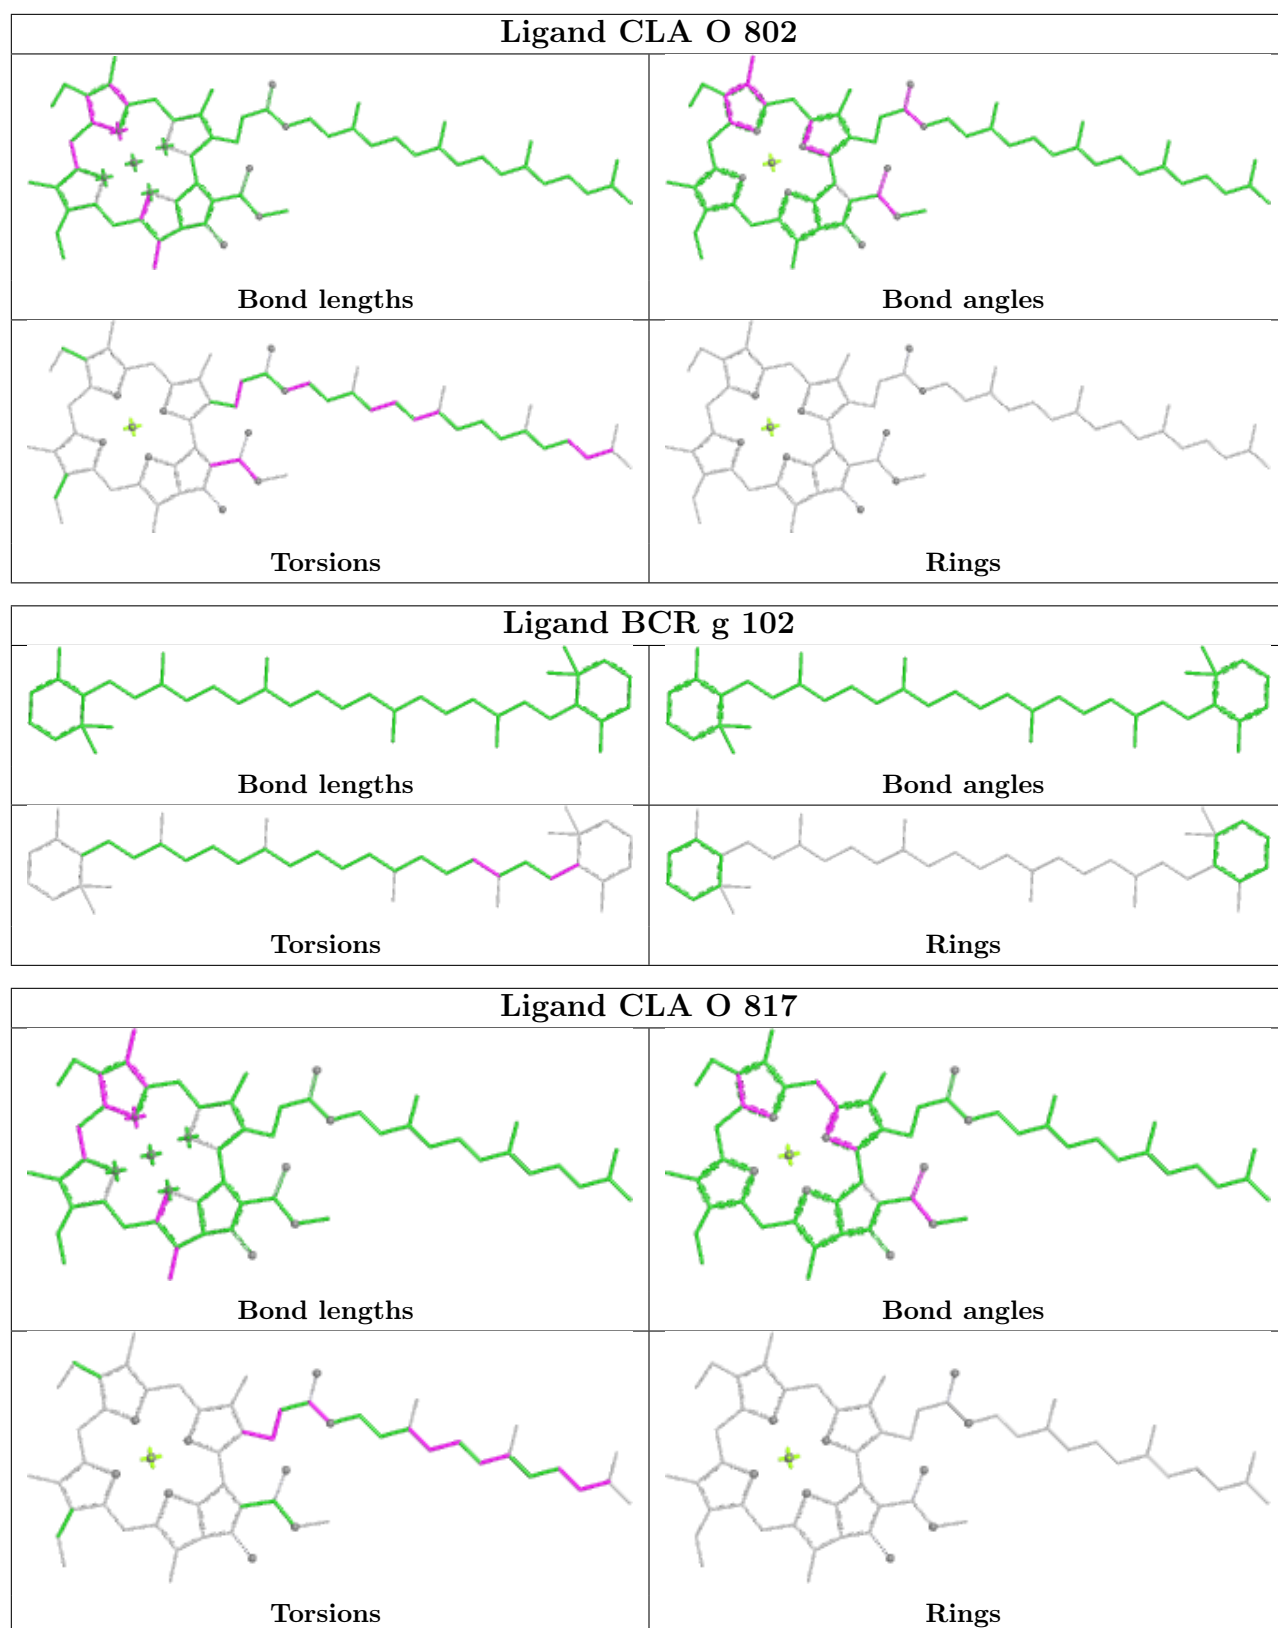 Ligand CLA O 802
Bond lengths
Bond angles
Torsions
Rings
Ligand BCR g 102
Bond lengths
Bond angles
Torsions
Rings
Ligand CLA O 817
Bond lengths
Bond angles
Torsions
Rings